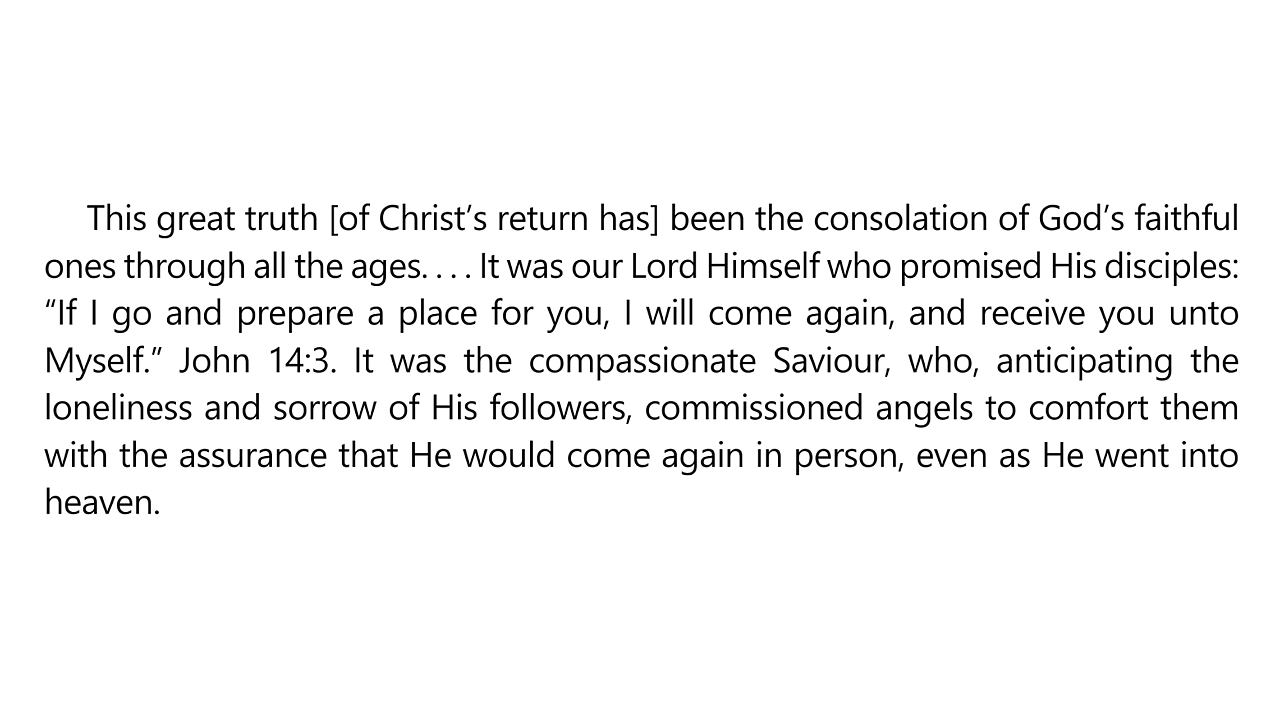 This great truth [of Christ’s return has] been the consolation of God’s faithful
ones through all the ages. . . . It was our Lord Himself who promised His disciples:
“If I go and prepare a place for you, I will come again, and receive you unto
Myself.” John 14:3. It was the compassionate Saviour, who, anticipating the
loneliness and sorrow of His followers, commissioned angels to comfort them
with the assurance that He would come again in person, even as He went into
heaven.